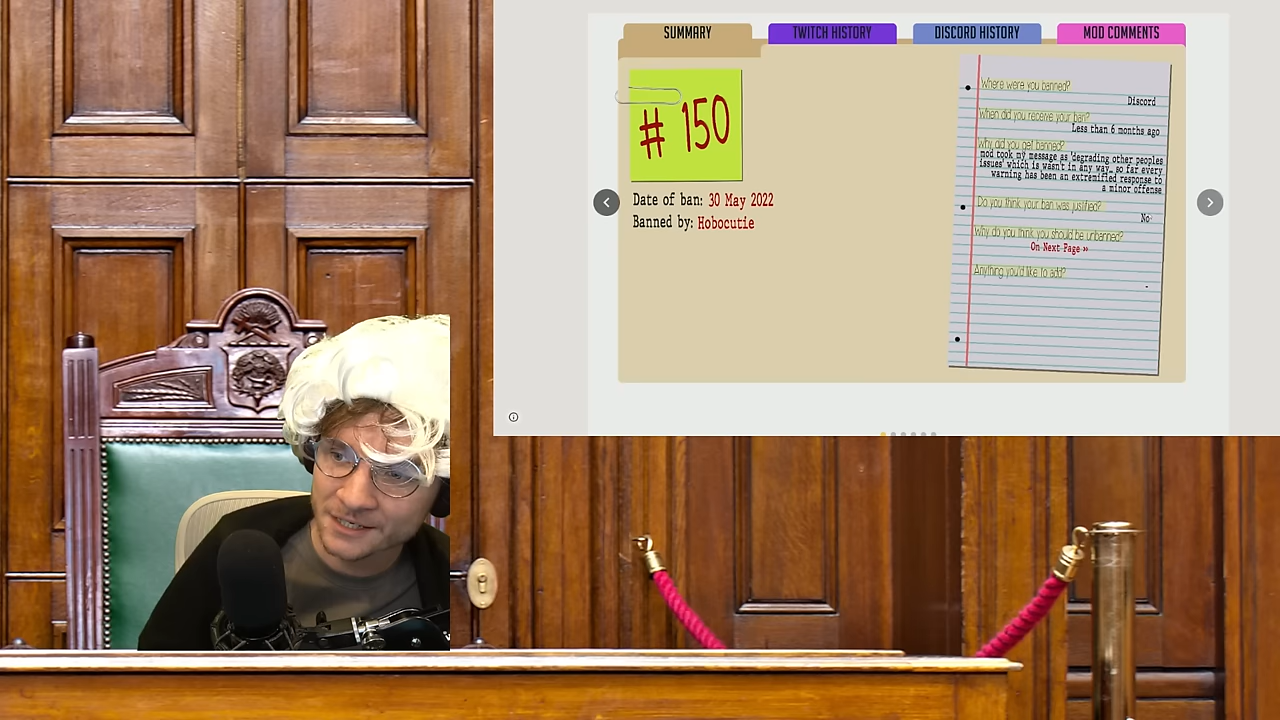 SUMMARY
TWITCH HISTORY
DISCORD HISTORY
MOD COMMENTS
# 150
Date of ban: 30 May 2022
Banned by: Hobocutie
Where were you banned?
Discord
When did you receive your ban?
Less than 6 months ago
Why did you get banned?
mod took my message as 'degrading other peoples
issues' which is wasn't in any way, so far every
warning has been an extremified response to
a minor offense
Do you think your ban was justified?
No
Why do you think you should be unbanned?
On Next Page »
Anything you'd like to add?
-